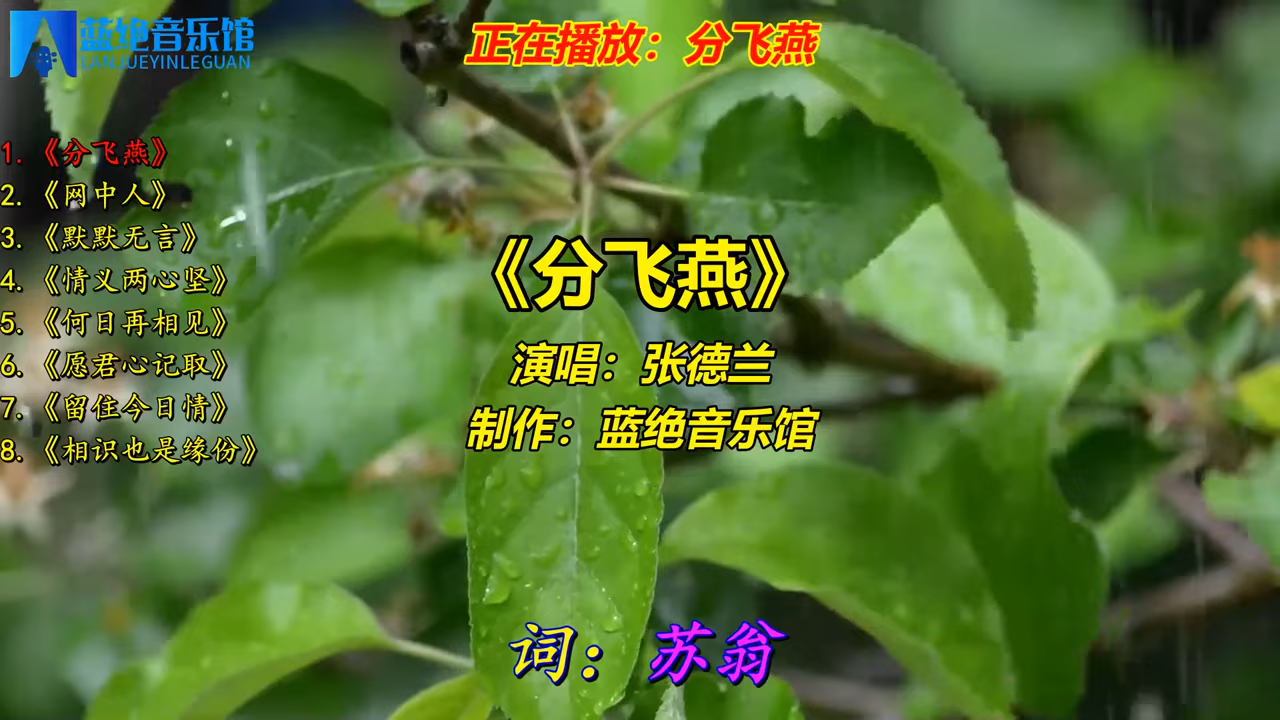 蓝绝音乐馆
LANJUEYINLEGUAN
正在播放：分飞燕
1.《分飞燕》
2.《网中人》
3.《默默无言》
4.《情义两心坚》
5.《何日再相见》
6.《愿君心记取》
7.《留住今日情》
8.《相识也是缘份》
《分飞燕》
演唱：张德兰
制作：蓝绝音乐馆
词：苏翁